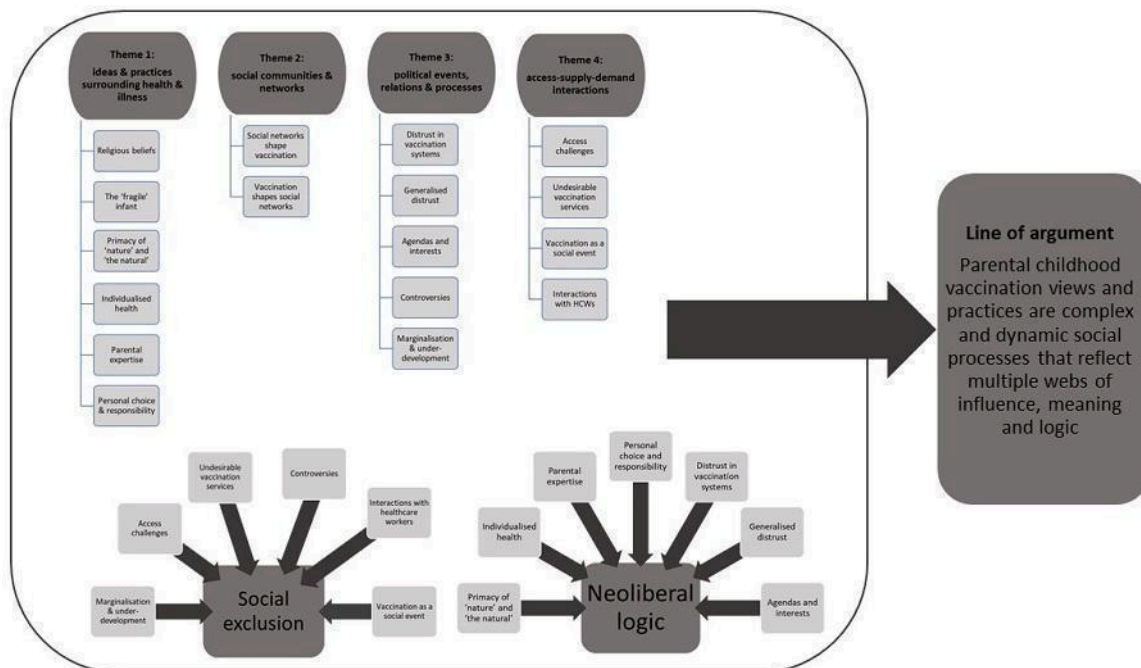 Theme 1:
ideas & practices
surrounding health &
illness
Religious beliefs
The 'fragile'
infant
Primacy of
'nature' and
'the natural'
Individualised
health
Parental
expertise
Personal choice
& responsibility
Theme 2:
social communities &
networks
Social networks
shape
vaccination
Vaccination
shapes social
networks
Theme 3:
political events,
relations & processes
Distrust in
vaccination
systems
Generalised
distrust
Agendas and
interests
Controversies
Marginalisation
& under-
development
Theme 4:
access-supply-demand
interactions
Access
challenges
Undesirable
vaccination
services
Vaccination as a
social event
Interactions
with HCWs
Marginalisation
& under-
development
Access
challenges
Undesirable
vaccination
services
Controversies
Interactions with
healthcare
workers
Vaccination as a
social event
Social
exclusion
Primacy of
'nature' and
'the natural'
Individualised
health
Parental
expertise
Personal
choice and
responsibility
Distrust in
vaccination
systems
Generalised
distrust
Agendas and
interests
Neoliberal
logic
Line of argument
Parental childhood
vaccination views and
practices are complex
and dynamic social
processes that reflect
multiple webs of
influence, meaning
and logic